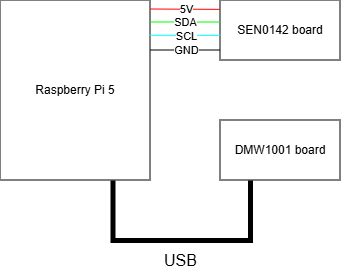 5V
SDA
SCL
GND
SEN0142 board
Raspberry Pi 5
DMW1001 board
USB